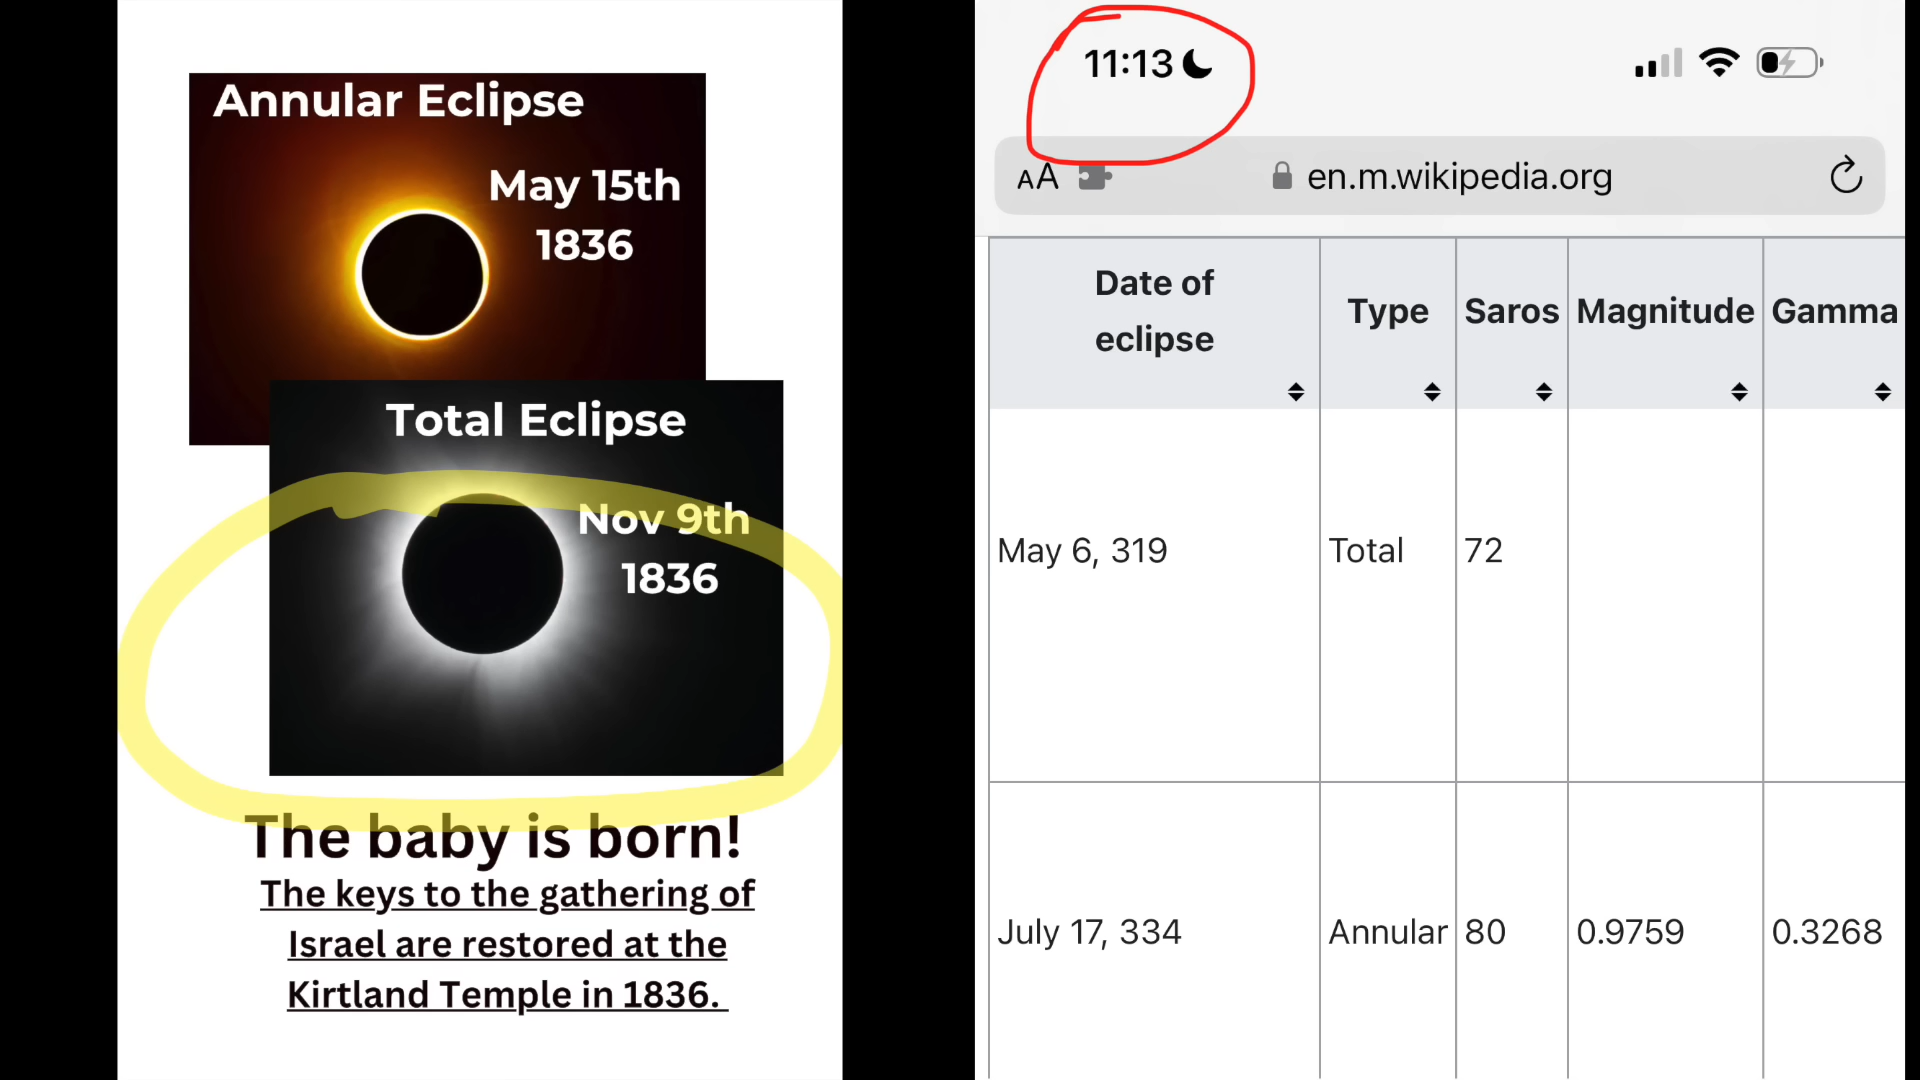 Annular Eclipse
May 15th
1836
Total Eclipse
Nov 9th
1836
The baby is born!
The keys to the gathering of
Israel are restored at the
Kirtland Temple in 1836.
11:13
AA
en.m.wikipedia.org
Date of
eclipse
Type
Saros
Magnitude
Gamma
May 6, 319
Total
72
July 17, 334
Annular
80
0.9759
0.3268